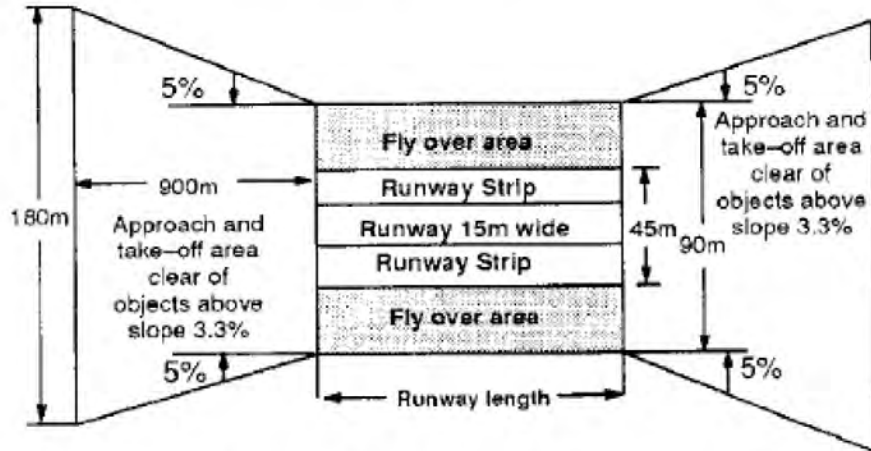 5%
5%
Fly over area
Approach and
take-off area
clear of
objects above
slope 3.3%
900m
Runway Strip
180m
Runway 15m wide
45m
90m
Approach and
take-off area
clear of
objects above
slope 3.3%
Runway Strip
Fly over area
5%
5%
Runway length